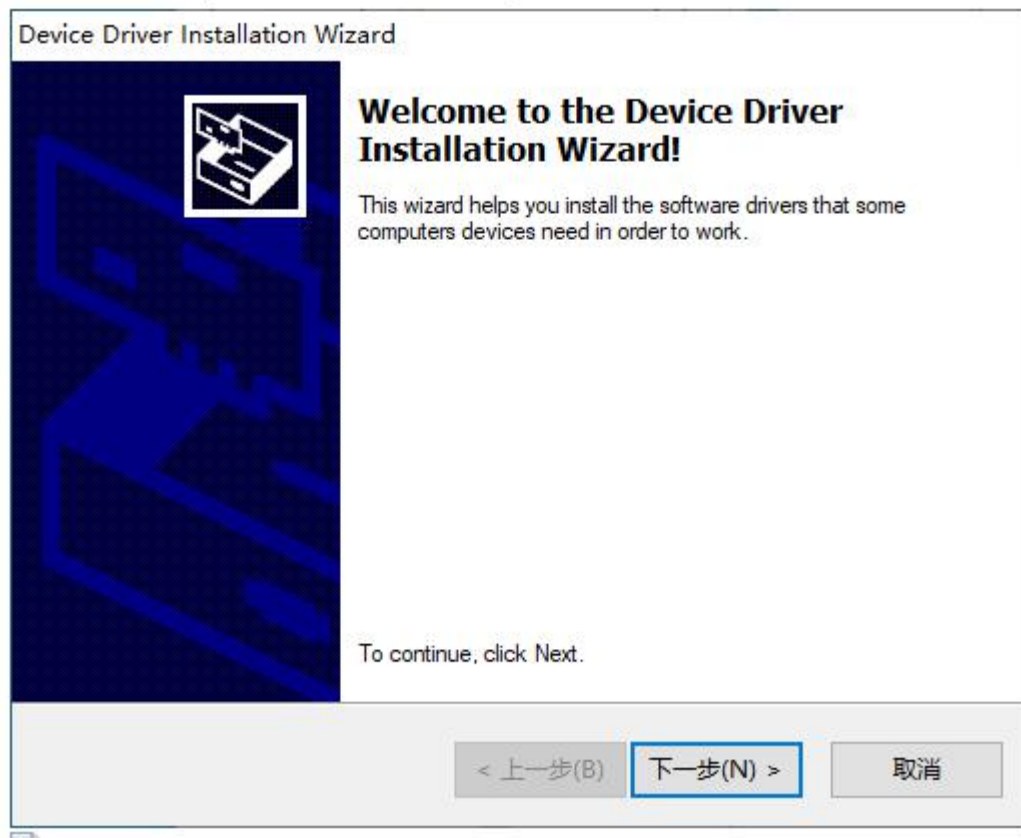 Device Driver Installation Wizard
Welcome to the Device Driver
Installation Wizard!
This wizard helps you install the software drivers that some
computers devices need in order to work.
To continue, click Next.
< 上一步(B)
下一步(N) >
取消